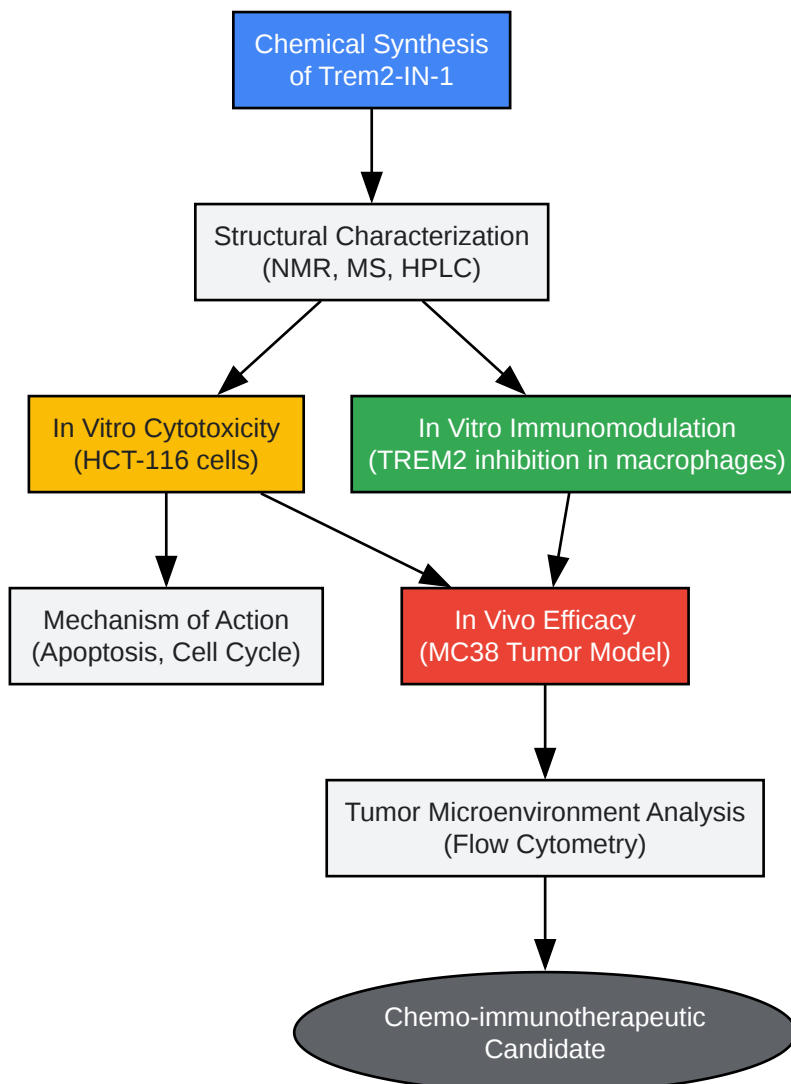 Chemical Synthesis
of Trem2-IN-1
Structural Characterization
(NMR, MS, HPLC)
In Vitro Cytotoxicity
(HCT-116 cells)
In Vitro Immunomodulation
(TREM2 inhibition in macrophages)
Mechanism of Action
(Apoptosis, Cell Cycle)
In Vivo Efficacy
(MC38 Tumor Model)
Tumor Microenvironment Analysis
(Flow Cytometry)
Chemo-immunotherapeutic
Candidate